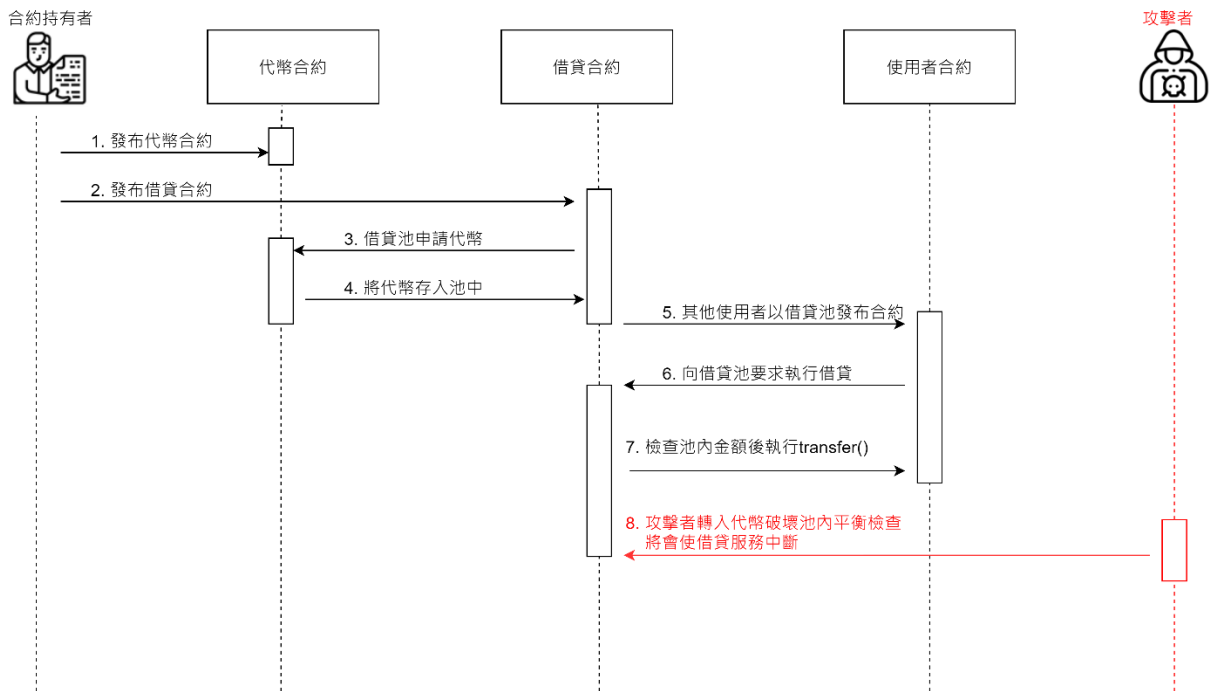 合約持有者
攻擊者
代幣合約
借貸合約
使用者合約
1. 發布代幣合約
2. 發布借貸合約
3. 借貸池申請代幣
4. 將代幣存入池中
5. 其他使用者以借貸池發布合約
6. 向借貸池要求執行借貸
7. 檢查池內金額後執行transfer()
8. 攻擊者轉入代幣破壞池內平衡檢查
將會使借貸服務中斷